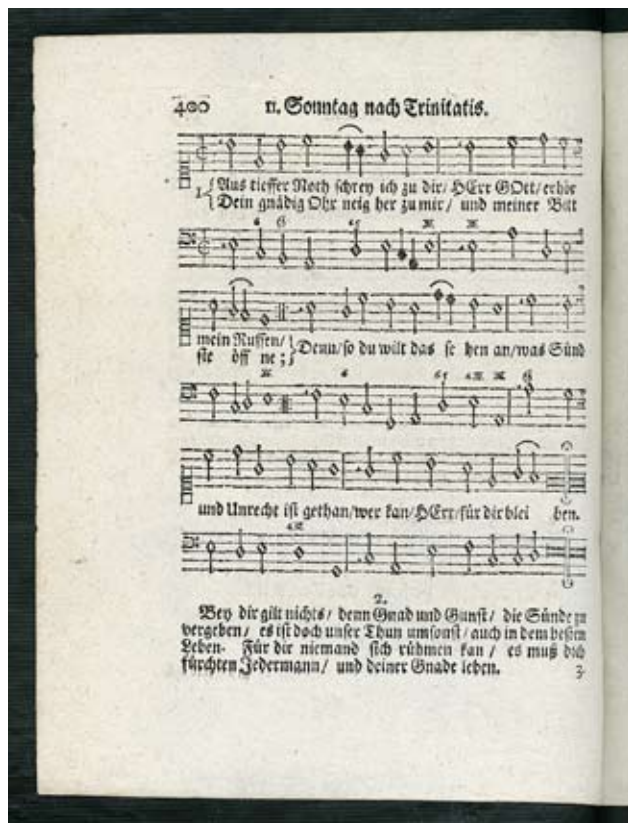 400 11. Sonntag nach Trinitatis.
1. Aus tieffer Noth schrey ich zu dir/ HErr GOtt/ erhör
Dein gnädig Ohr neig her zu mir/ und meiner Bitt
mein Ruffen/ Denn/so du wilt das se hen an/was Sünd
sie öff ne;
und Unrecht ist gethan/wer kan/HErr/für dir blei ben.
2.
Bey dir gilt nichts/ denn Gnad und Gunst/ die Sünde zu
vergeben/ es ist doch unser Thun umsonst/ auch in dem besten
Leben. Für dir niemand sich rühmen kan/ es muß dich
fürchten Jedermann/ und deiner Gnade leben.
3.